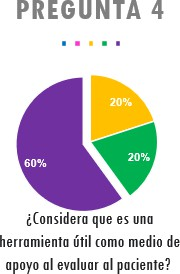 PREGUNTA 4
20%
20%
60%
¿Considera que es una
herramienta útil como medio de
apoyo al evaluar al paciente?